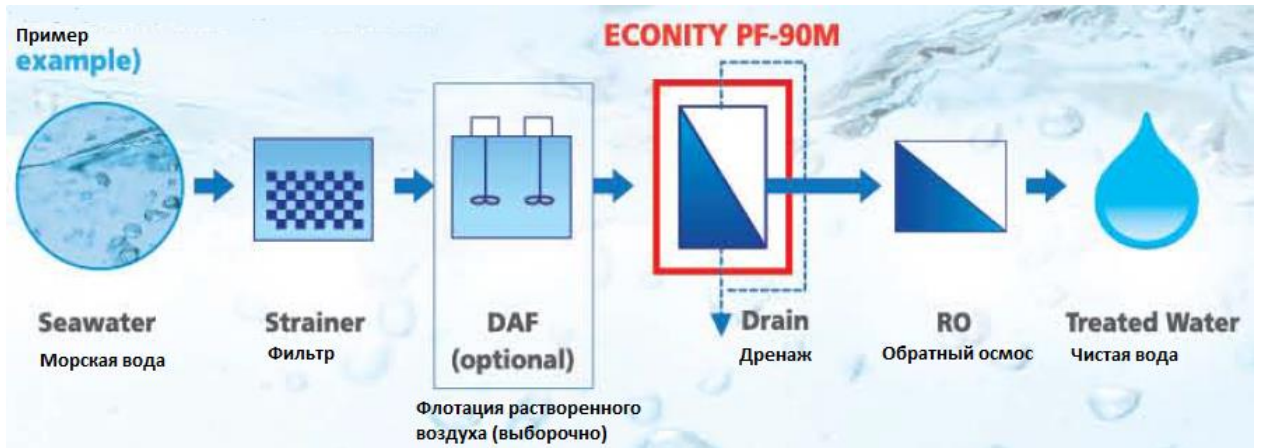 Пример
example)
ECONITY PF-90M
Seawater
Морская вода
Strainer
Фильтр
DAF
(optional)
Флотация растворенного
воздуха (выборочно)
Drain
Дренаж
RO
Обратный осмос
Treated Water
Чистая вода